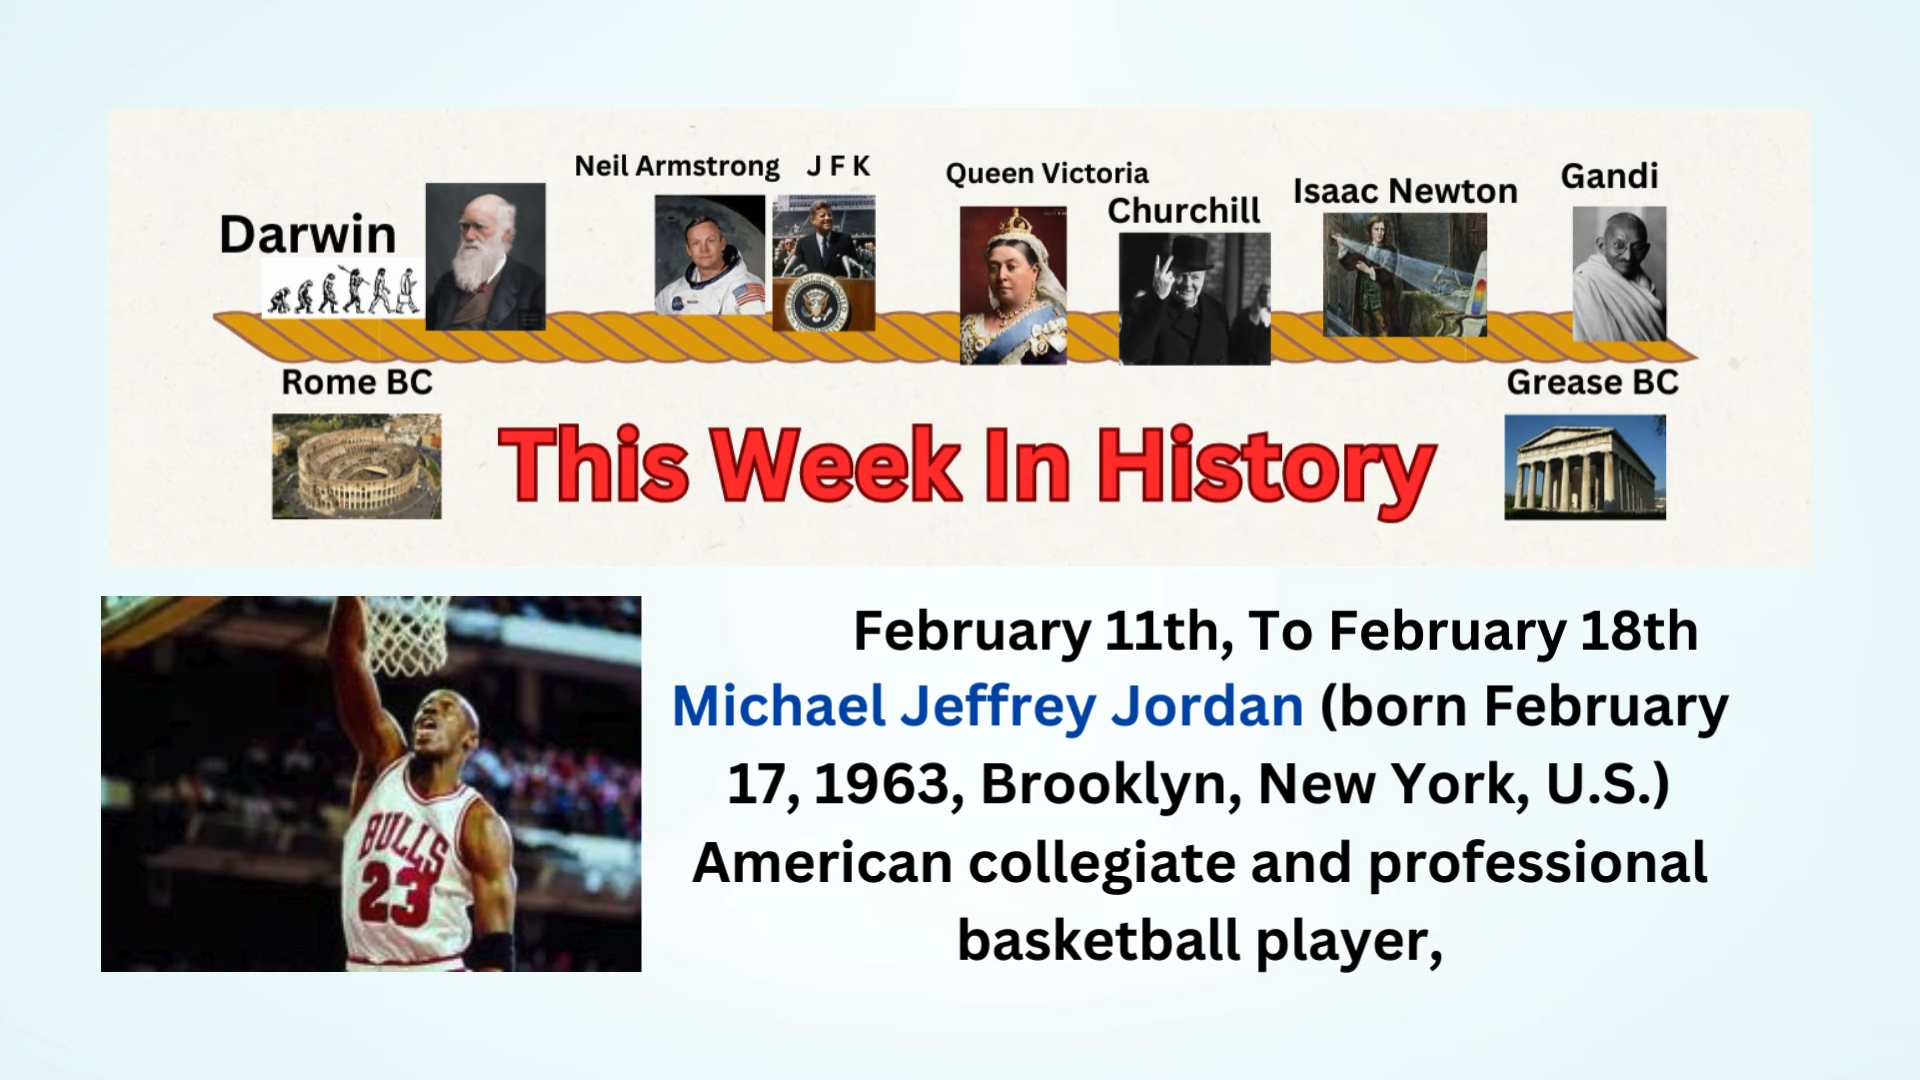 Neil Armstrong J F K
Queen Victoria
Gandi
Isaac Newton
Churchill
Darwin
Rome BC
Grease BC
This Week In History
February 11th, To February 18th
Michael Jeffrey Jordan (born February
17, 1963, Brooklyn, New York, U.S.)
American collegiate and professional
basketball player,
BULLS
23